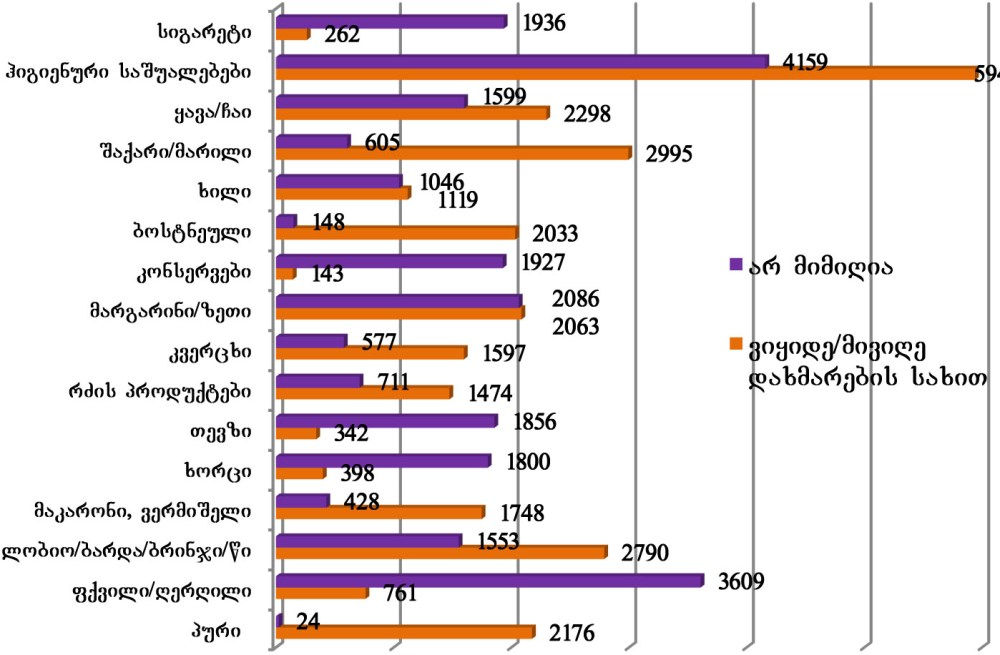 სიგარეტი 1936 262
ჰიგიენური საშუალებები 4159 594
ყავა/ჩაი 1599 2298
შაქარი/მარილი 605 2995
ხილი 1046 1119
ბოსტნეული 148 2033
კონსერვები 1927 143
მარგარინი/ზეთი 2086 2063
კვერცხი 577 1597
რძის პროდუქტები 711 1474
თევზი 1856 342
ხორცი 1800 398
მაკარონი, ვერმიშელი 428 1748
ლობიო/ბარდა/ბრინჯი/წი 1553 2790
ფქვილი/ღერღილი 3609 761
პური 24 2176
არ მიმიღია
ვიყიდე/მივიღე
დახმარების სახით